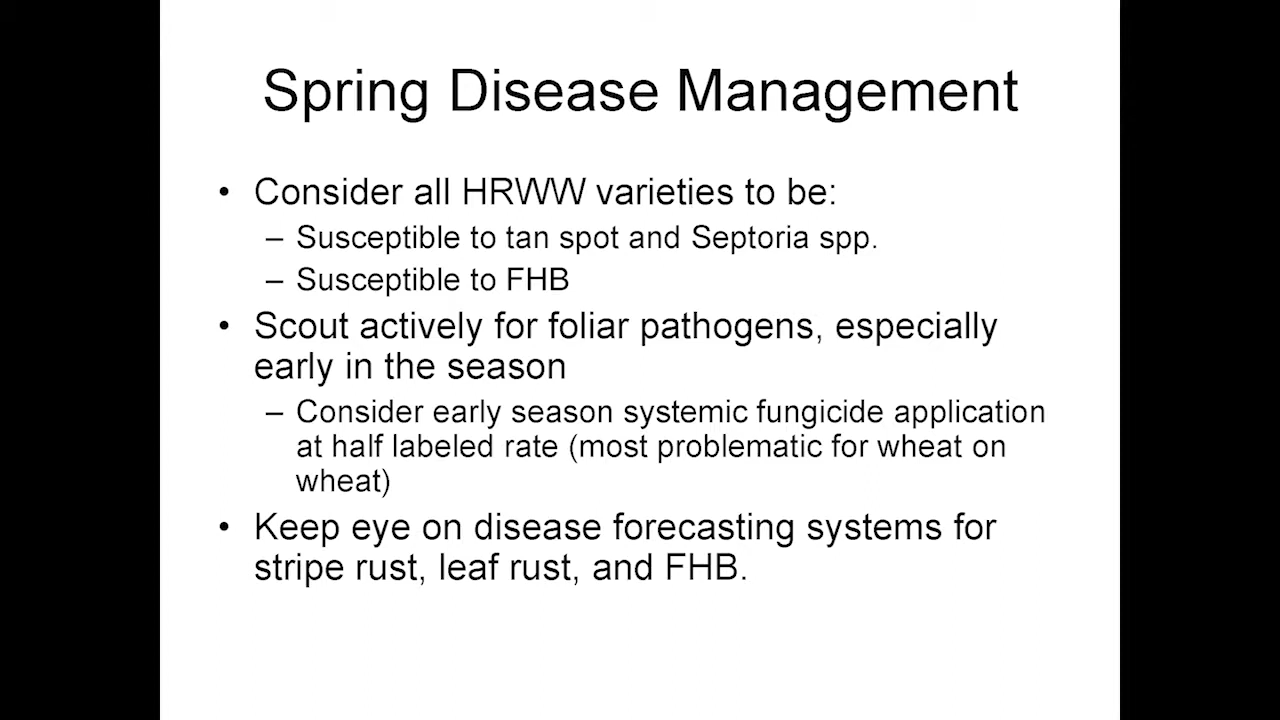 Spring Disease Management
• Consider all HRWW varieties to be:
– Susceptible to tan spot and Septoria spp.
– Susceptible to FHB
• Scout actively for foliar pathogens, especially
early in the season
– Consider early season systemic fungicide application
at half labeled rate (most problematic for wheat on
wheat)
• Keep eye on disease forecasting systems for
stripe rust, leaf rust, and FHB.